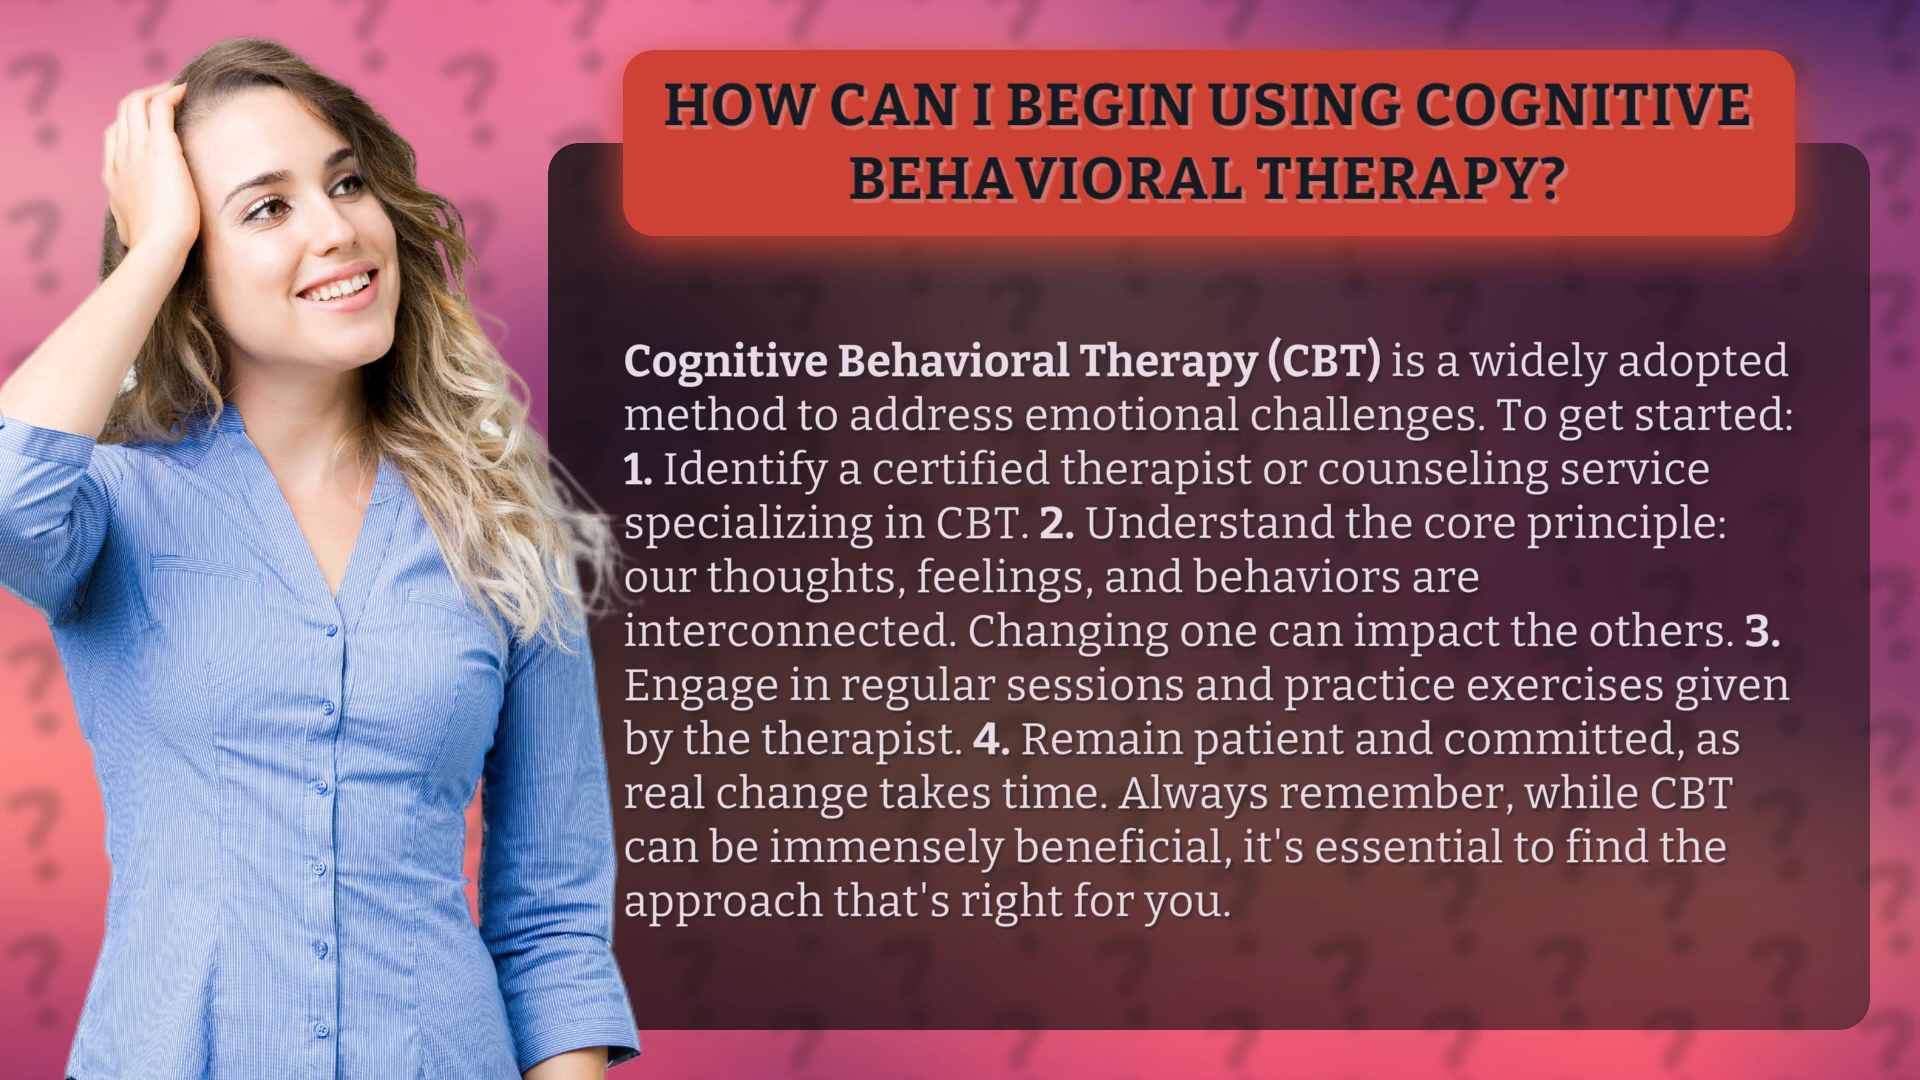 HOW CAN I BEGIN USING COGNITIVE
BEHAVIORAL THERAPY?
Cognitive Behavioral Therapy (CBT) is a widely adopted
method to address emotional challenges. To get started:
1. Identify a certified therapist or counseling service
specializing in CBT. 2. Understand the core principle:
our thoughts, feelings, and behaviors are
interconnected. Changing one can impact the others. 3.
Engage in regular sessions and practice exercises given
by the therapist. 4. Remain patient and committed, as
real change takes time. Always remember, while CBT
can be immensely beneficial, it's essential to find the
approach that's right for you.